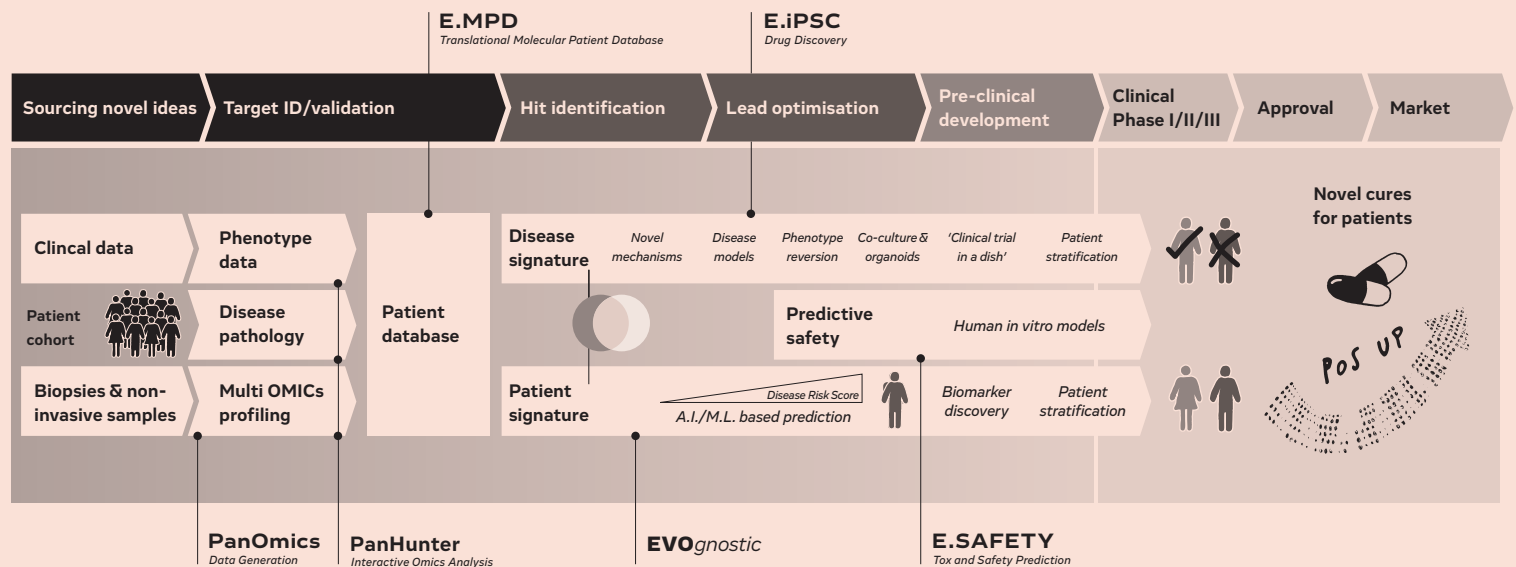 E.MPD
Translational Molecular Patient Database
E.iPSC
Drug Discovery
Sourcing novel ideas
Target ID/validation
Hit identification
Lead optimisation
Pre-clinical
development
Clinical
Phase I/II/III
Approval
Market
Clincal data
Phenotype
data
Patient
cohort
Disease
pathology
Biopsies & non-
invasive samples
Multi OMICs
profiling
Patient
database
Disease
signature
Novel
mechanisms
Disease
models
Phenotype
reversion
Co-culture &
organoids
‘Clinical trial
in a dish’
Patient
stratification
Predictive
safety
Human in vitro models
Patient
signature
Disease Risk Score
A.I./M.L. based prediction
Biomarker
discovery
Patient
stratification
Novel cures
for patients
POS UP
PanOmics
Data Generation
PanHunter
Interactive Omics Analysis
EVOgnostic
E.SAFETY
Tox and Safety Prediction